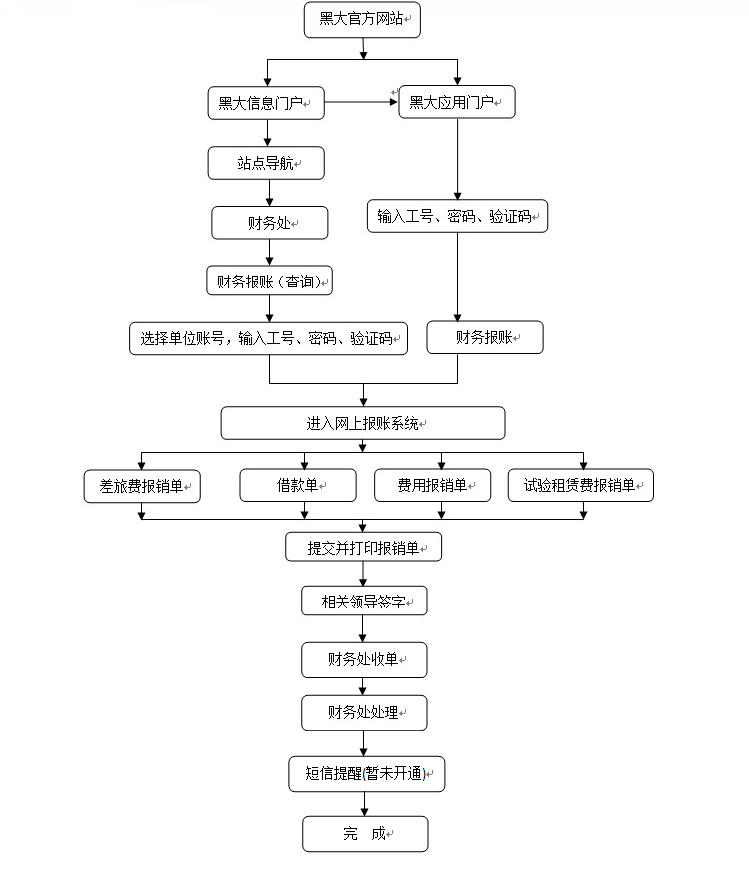 黑大官方网站
黑大信息门户
黑大应用门户
站点导航
输入工号、密码、验证码
财务处
财务报账（查询）
选择单位账号，输入工号、密码、验证码
财务报账
进入网上报账系统
差旅费报销单
借款单
费用报销单
试验租赁费报销单
提交并打印报销单
相关领导签字
财务处收单
财务处处理
短信提醒(暂未开通)
完 成